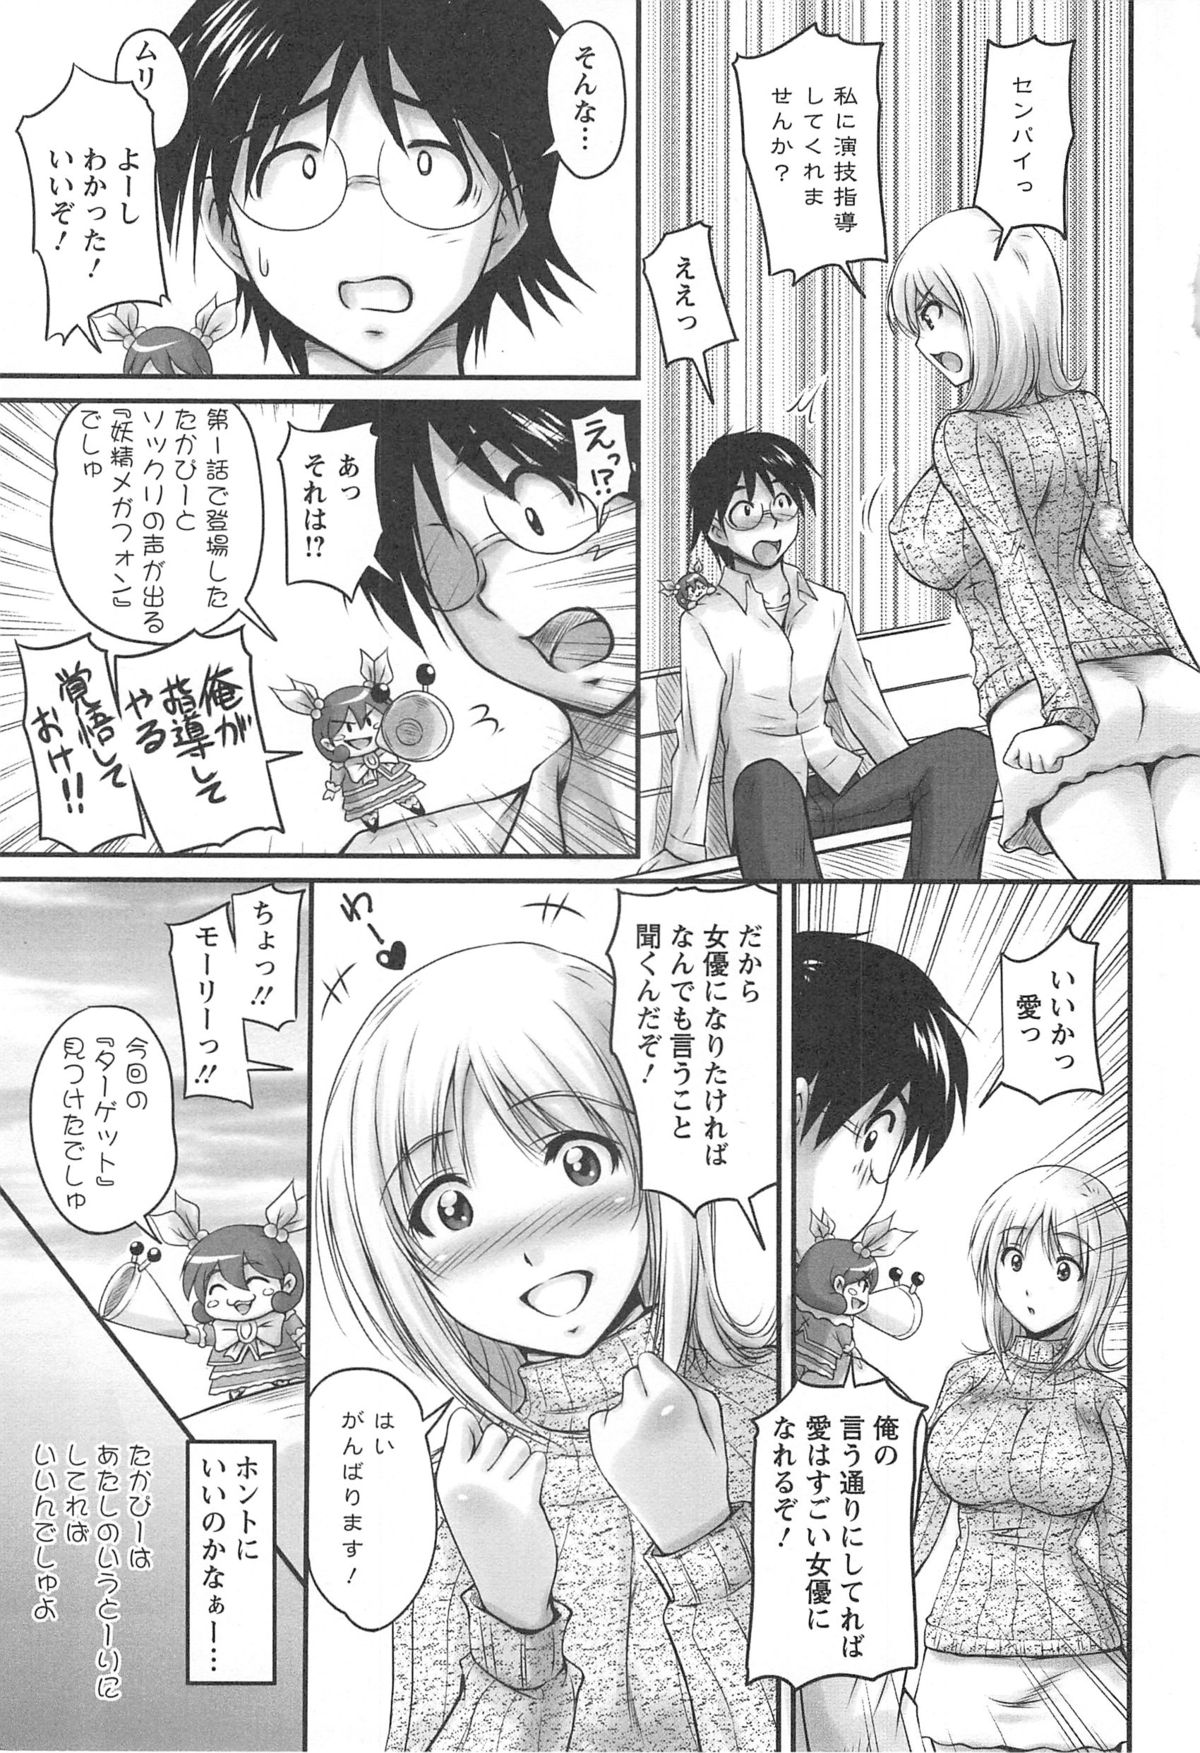 センパイっ
私に演技指導
してくれま
せんか？
ええっ
そんな…
ムリ
よーし
わかった！
いいぞ！
えっ!?
あっ
それは!?
第一話で登場した
たかぴーと
ソックリの声が出る
『妖精メガフォン』
でしゅ
俺が
指導して
やる
覚悟して
おけ!!
いいかっ
愛っ
俺の
言う通りにしてれば
愛はすごい女優に
なれるぞ！
だから
女優になりたければ
なんでも言うこと
聞くんだぞ！
わー♥
はい
がんばります！
ちょっ!!
モーリーっ!!
今回の
『ターゲット』
見つけたでしゅ
ホントに
いいのかなぁー…
たかぴーは
あたしのいうとーりに
してれば
いいんでしゅよ